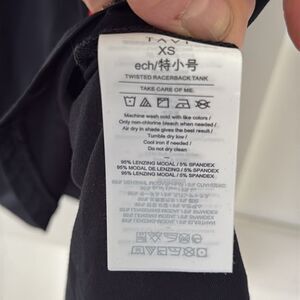 TAVI
XS
ech/特小号
TWISTED RACERBACK TANK
TAKE CARE OF ME.
Machine wash cold with like colors /
Only non-chlorine bleach when needed /
Air dry in shade gives the best result /
Tumble dry low /
Cool iron if needed /
Do not dry clean
95% LENZING MODAL / 5% SPANDEX
95% MODAL DE LENZING / 5% SPANDEX
95% LENZING MODAL / 5% SPANDEX